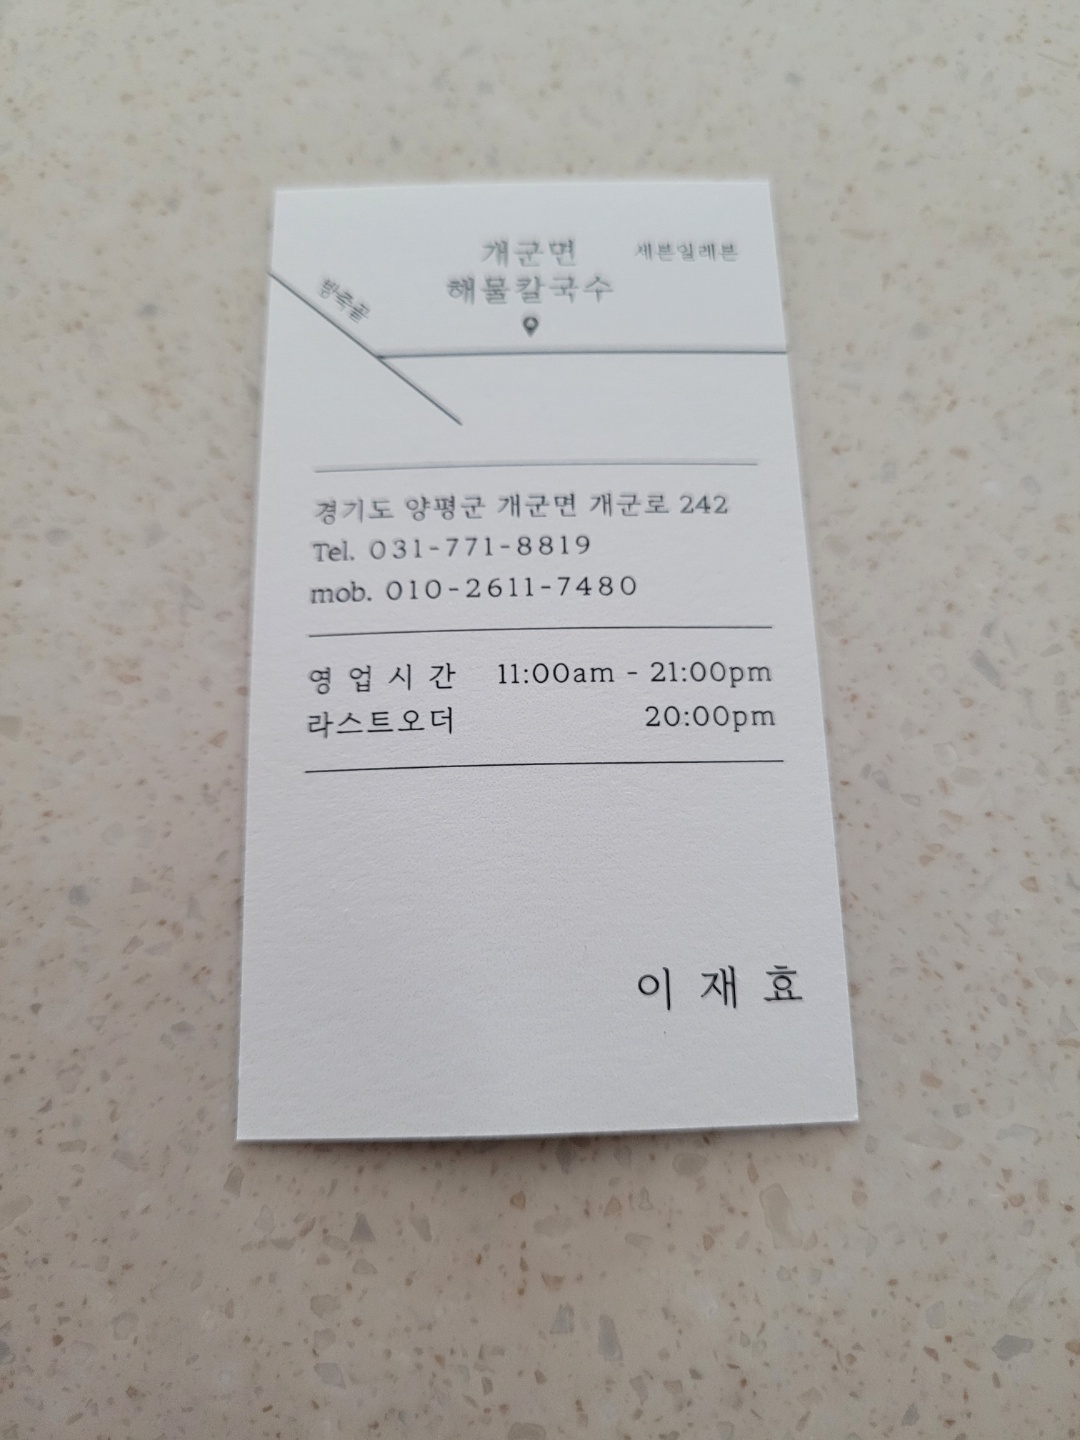 개군면
해물칼국수
세븐일레븐
방축골
경기도 양평군 개군면 개군로 242
Tel. 031-771-8819
mob. 010-2611-7480
영 업 시 간 11:00am - 21:00pm
라스트오더 20:00pm
이 재 효